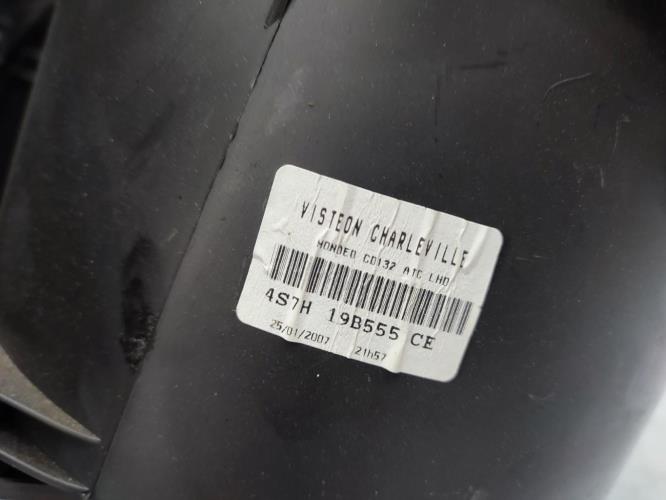 VISTEON CHARLEVILLE
MONDEO CD132 ATC LHD
4S7H 19B555 CE
25/01/2007 21h57